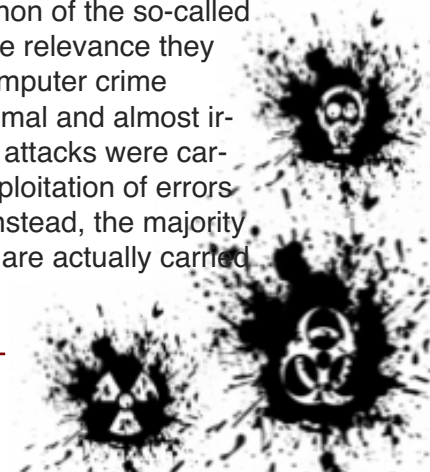 non of the so-called
e relevance they
mputer crime
mal and almost ir-
attacks were car-
ploitation of errors
nstead, the majority
are actually carried